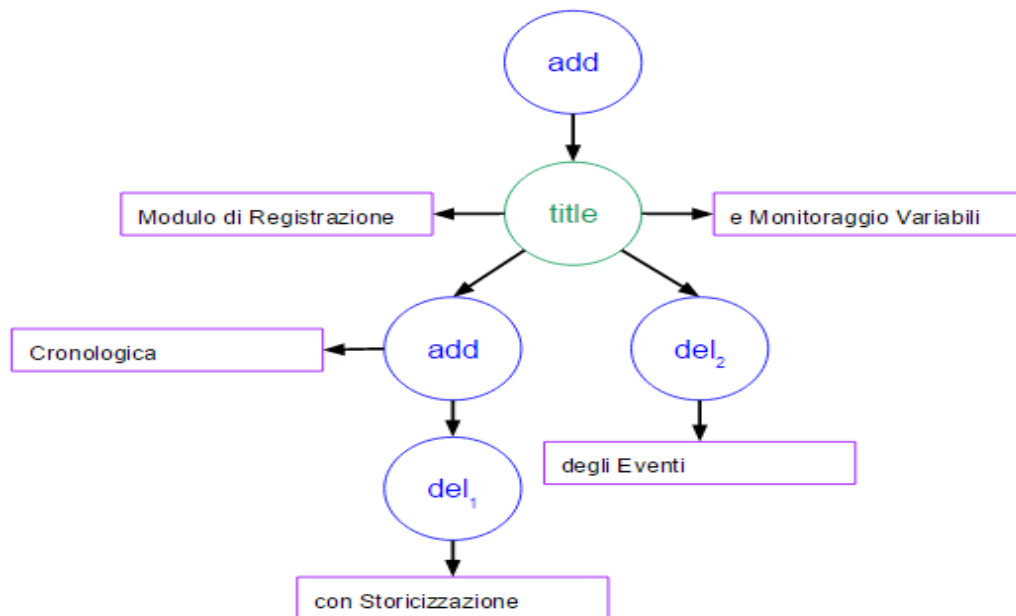 add
Modulo di Registrazione
title
e Monitoraggio Variabili
Cronologica
add
del₂
degli Eventi
del₁
con Storicizzazione